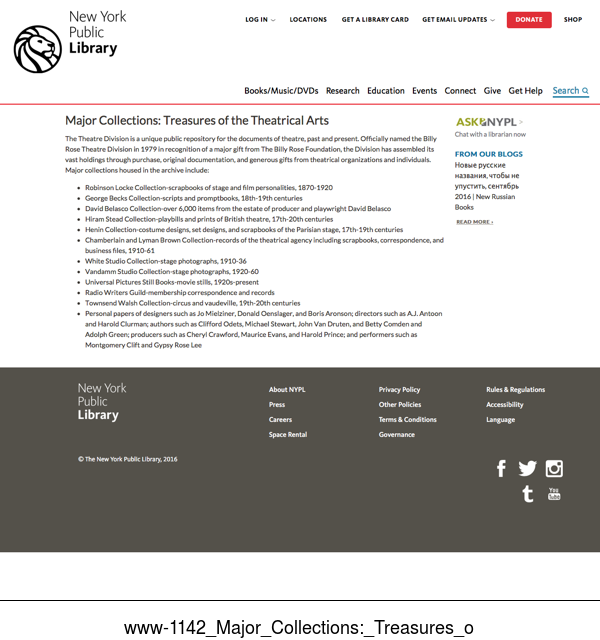 New York
Public
Library
LOG IN
LOCATIONS
GET A LIBRARY CARD
GET EMAIL UPDATES
DONATE
SHOP
Books/Music/DVDs Research Education Events Connect Give Get Help Search
Major Collections: Treasures of the Theatrical Arts
The Theatre Division is a unique public repository for the documents of theatre, past and present. Officially named the Billy
Rose Theatre Division in 1979 in recognition of a major gift from The Billy Rose Foundation, the Division has assembled its
vast holdings through purchase, original documentation, and generous gifts from theatrical organizations and individuals.
Major collections housed in the archive include:
• Robinson Locke Collection-scrapbooks of stage and film personalities, 1870-1920
• George Becks Collection-scripts and promptbooks, 18th-19th centuries
• David Belasco Collection-over 6,000 items from the estate of producer and playwright David Belasco
• Hiram Stead Collection-playbills and prints of British theatre, 17th-20th centuries
• Henin Collection-costume designs, set designs, and scrapbooks of the Parisian stage, 17th-19th centuries
• Chamberlain and Lyman Brown Collection-records of the theatrical agency including scrapbooks, correspondence, and
business files, 1910-61
• White Studio Collection-stage photographs, 1910-36
• Vandamm Studio Collection-stage photographs, 1920-60
• Universal Pictures Still Books-movie stills, 1920s-present
• Radio Writers Guild-membership correspondence and records
• Townsend Walsh Collection-circus and vaudeville, 19th-20th centuries
• Personal papers of designers such as Jo Mielziner, Donald Oenslager, and Boris Aronson; directors such as A.J. Antoon
and Harold Clurman; authors such as Clifford Odets, Michael Stewart, John Van Druten, and Betty Comden and
Adolph Green; producers such as Cheryl Crawford, Maurice Evans, and Harold Prince; and performers such as
Montgomery Clift and Gypsy Rose Lee
ASK NYPL >
Chat with a librarian now
FROM OUR BLOGS
Новые русские
названия, чтобы не
упустить, сентябрь
2016 | New Russian
Books
READ MORE ›
New York
Public
Library
About NYPL
Press
Careers
Space Rental
Privacy Policy
Other Policies
Terms & Conditions
Governance
Rules & Regulations
Accessibility
Language
© The New York Public Library, 2016
You
Tube
www-1142_Major_Collections:_Treasures_o